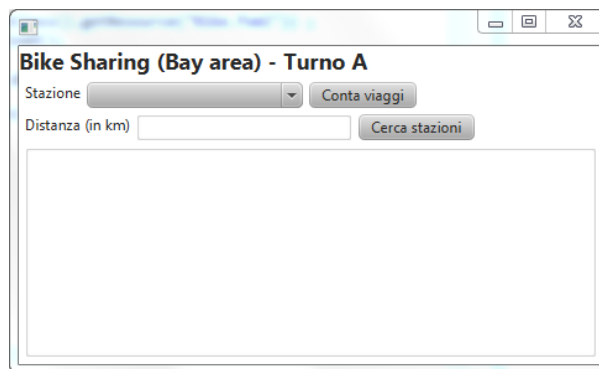 Bike Sharing (Bay area) - Turno A
Stazione Conta viaggi
Distanza (in km) Cerca stazioni